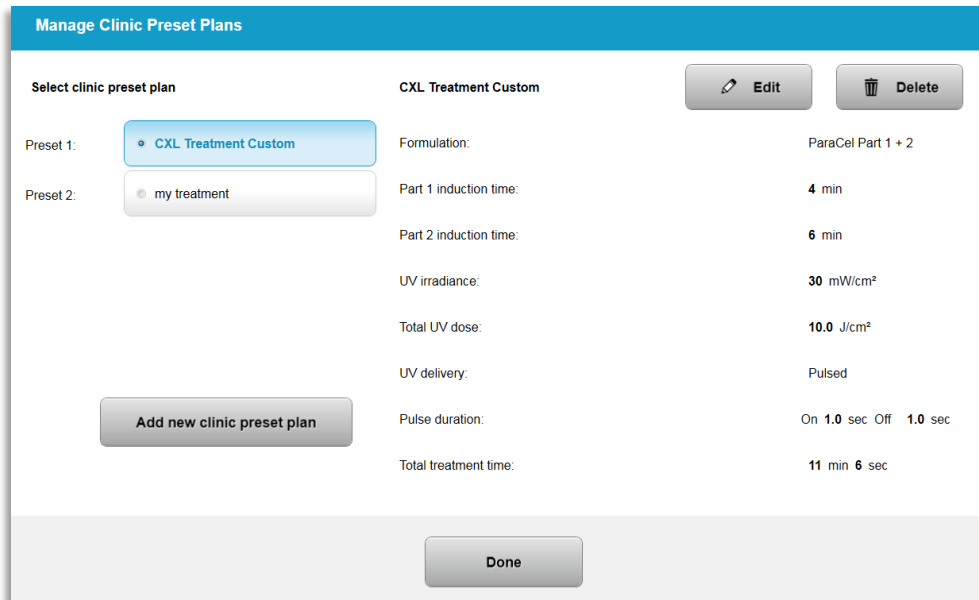 Manage Clinic Preset Plans
Select clinic preset plan
CXL Treatment Custom
Edit
Delete
Preset 1:
CXL Treatment Custom
Preset 2:
my treatment
Add new clinic preset plan
Formulation: ParaCel Part 1 + 2
Part 1 induction time: 4 min
Part 2 induction time: 6 min
UV irradiance: 30 mW/cm²
Total UV dose: 10.0 J/cm²
UV delivery: Pulsed
Pulse duration: On 1.0 sec Off 1.0 sec
Total treatment time: 11 min 6 sec
Done